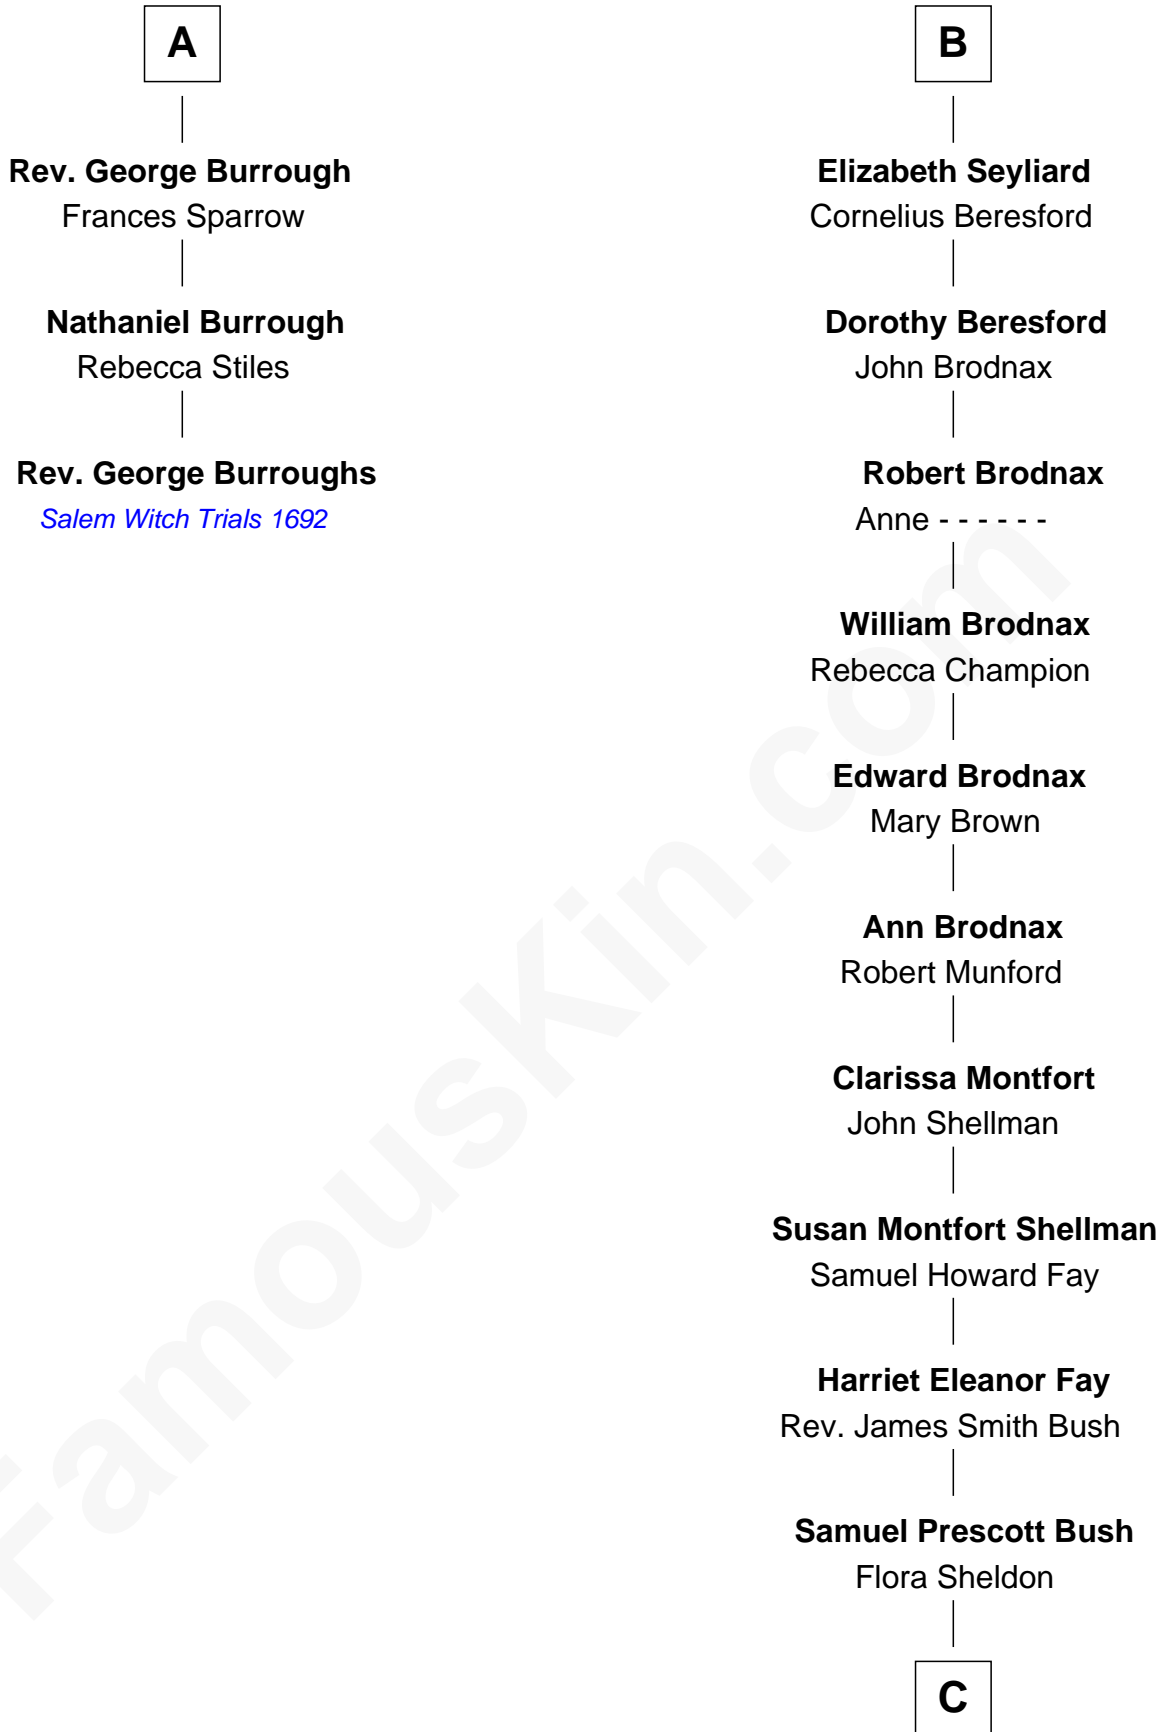 A
Rev. George Burrough
Frances Sparrow
Nathaniel Burrough
Rebecca Stiles
Rev. George Burroughs
Salem Witch Trials 1692
B
Elizabeth Seyliard
Cornelius Beresford
Dorothy Beresford
John Brodnax
Robert Brodnax
Anne - - - - - -
William Brodnax
Rebecca Champion
Edward Brodnax
Mary Brown
Ann Brodnax
Robert Munford
Clarissa Montfort
John Shellman
Susan Montfort Shellman
Samuel Howard Fay
Harriet Eleanor Fay
Rev. James Smith Bush
Samuel Prescott Bush
Flora Sheldon
C
FamousKin.com